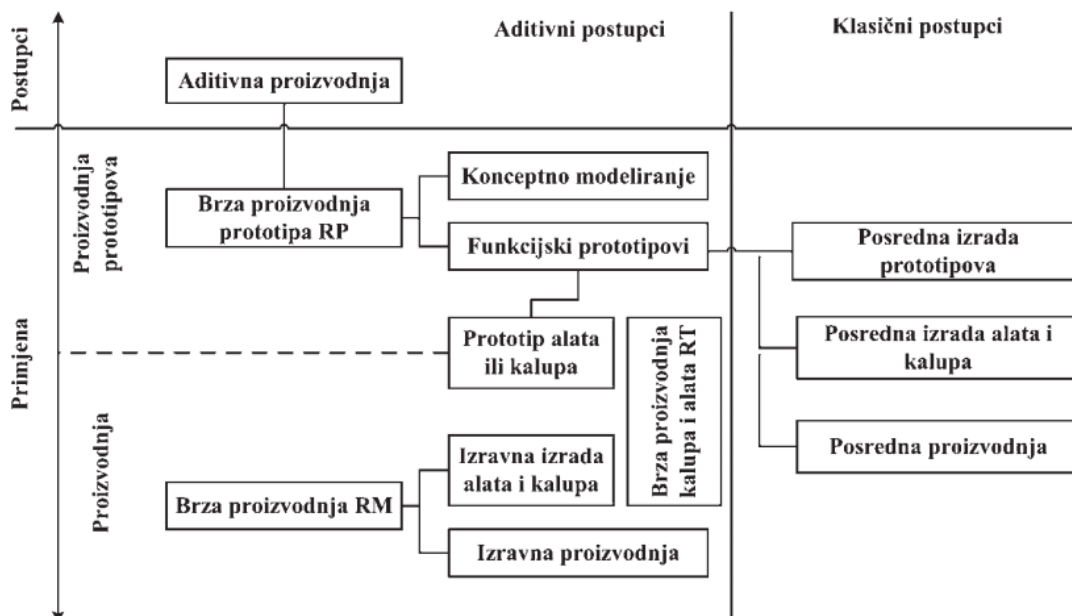 Postupci
Aditivni postupci
Klasični postupci
Aditivna proizvodnja
Primjena
Proizvodnja
prototipova
Brza proizvodnja
prototipa RP
Konceptno modeliranje
Funkcijski prototipovi
Posredna izrada
prototipova
Prototip alata
ili kalupa
Brza proizvodnja
kalupa i alata RT
Posredna izrada alata i
kalupa
Proizvodnja
Brza proizvodnja RM
Izravna izrada
alata i kalupa
Izravna proizvodnja
Posredna proizvodnja